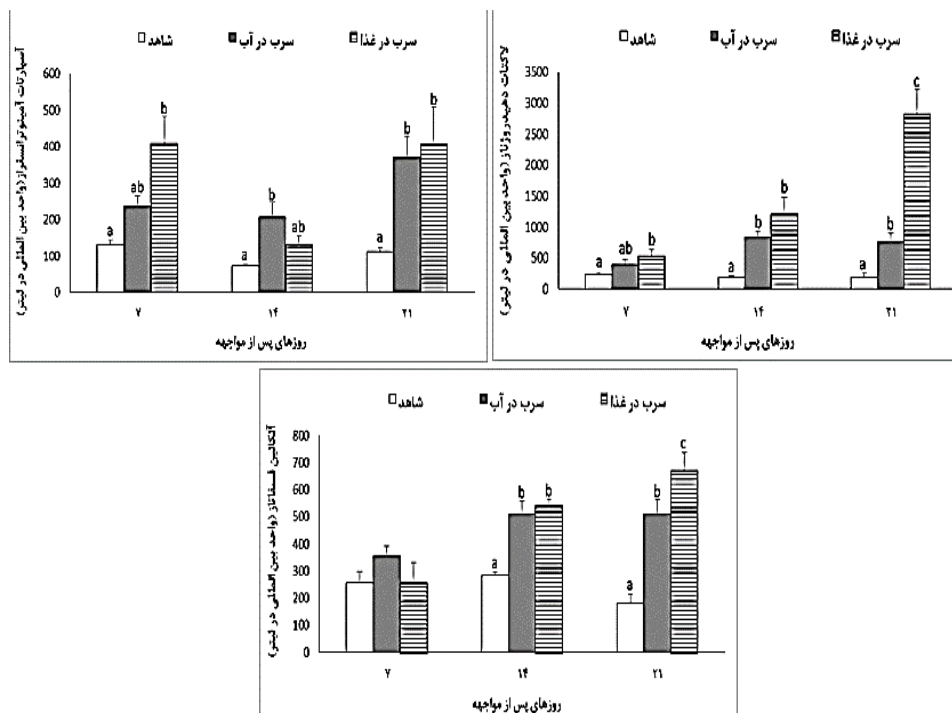 شاهد سرب در آب سرب در غذا
آسپارتات آمینوترانسفراز (واحد بین المللی در لیتر)
600
500
400
300
200
100
0
a ab b
a b ab
a b b
۷ ۱۴ ۲۱
روزهای پس از مواجهه
شاهد سرب در آب سرب در غذا
لاکتات دهیدروژناز (واحد بین المللی در لیتر)
3500
3000
2500
2000
1500
1000
500
0
a ab b
a b b
a b c
۷ ۱۴ ۲۱
روزهای پس از مواجهه
شاهد سرب در آب سرب در غذا
آلکالین فسفاتاز (واحد بین المللی در لیتر)
800
700
600
500
400
300
200
100
0
a b b
a b c
۷ ۱۴ ۲۱
روزهای پس از مواجهه